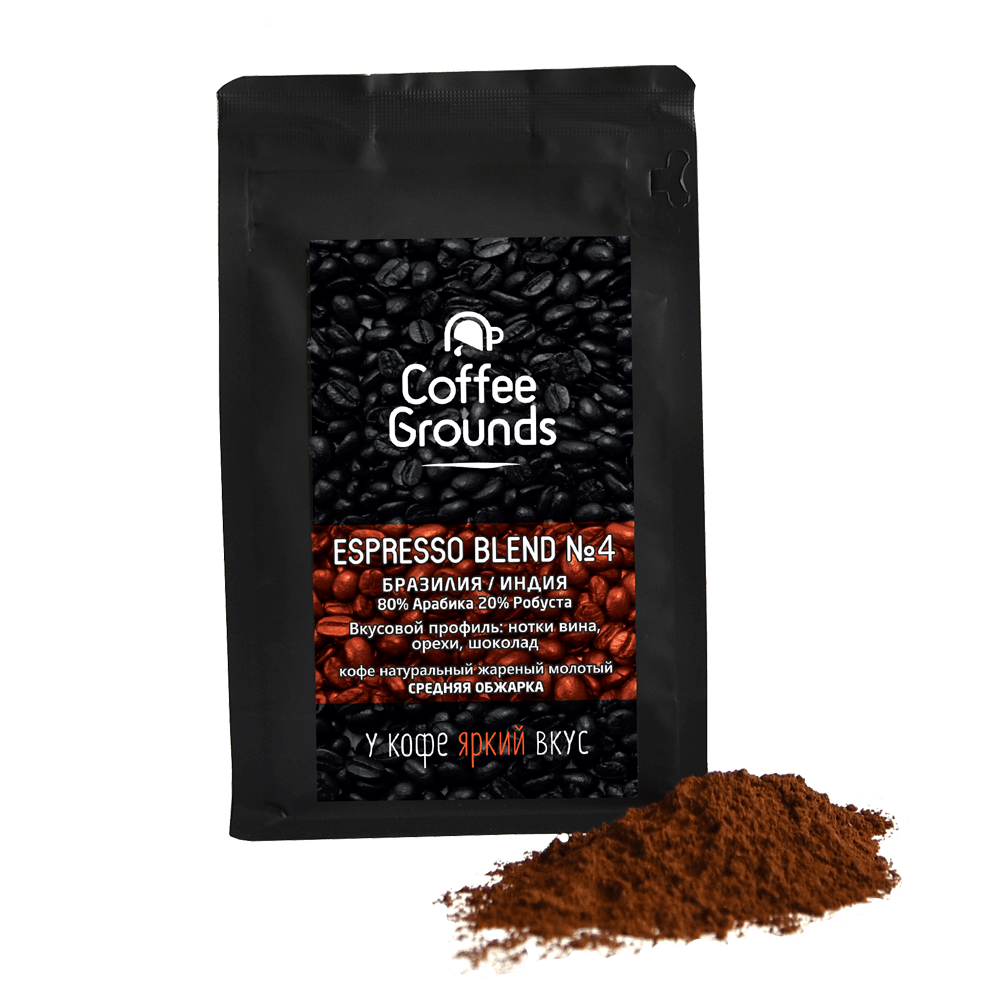 Coffee
Grounds
ESPRESSO BLEND №4
БРАЗИЛИЯ / ИНДИЯ
80% Арабика 20% Робуста
Вкусовой профиль: нотки вина,
орехи, шоколад
кофе натуральный жареный молотый
СРЕДНЯЯ ОБЖАРКА
У КОФЕ ЯРКИЙ ВКУС